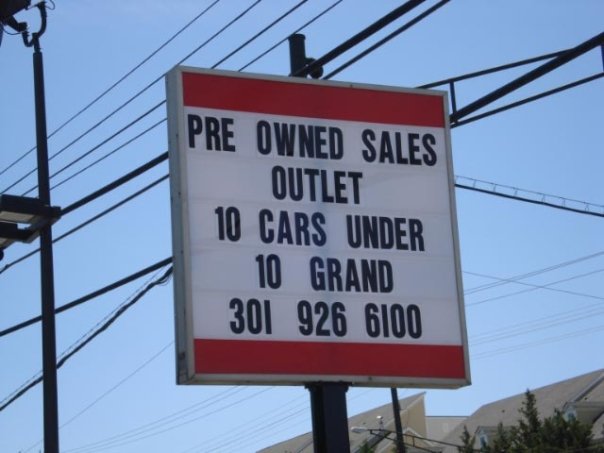 PRE OWNED SALES
OUTLET
10 CARS UNDER
10 GRAND
301 926 6100